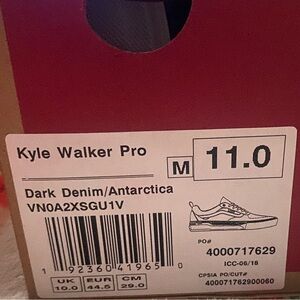 Kyle Walker Pro
M 11.0
Dark Denim/Antarctica
VN0A2XSGU1V
PO#
4000717629
ICC-06/18
CPSIA PO/CUT#
400071762900060
1 92360 41965 0
UK EUR CM
10.0 44.5 29.0